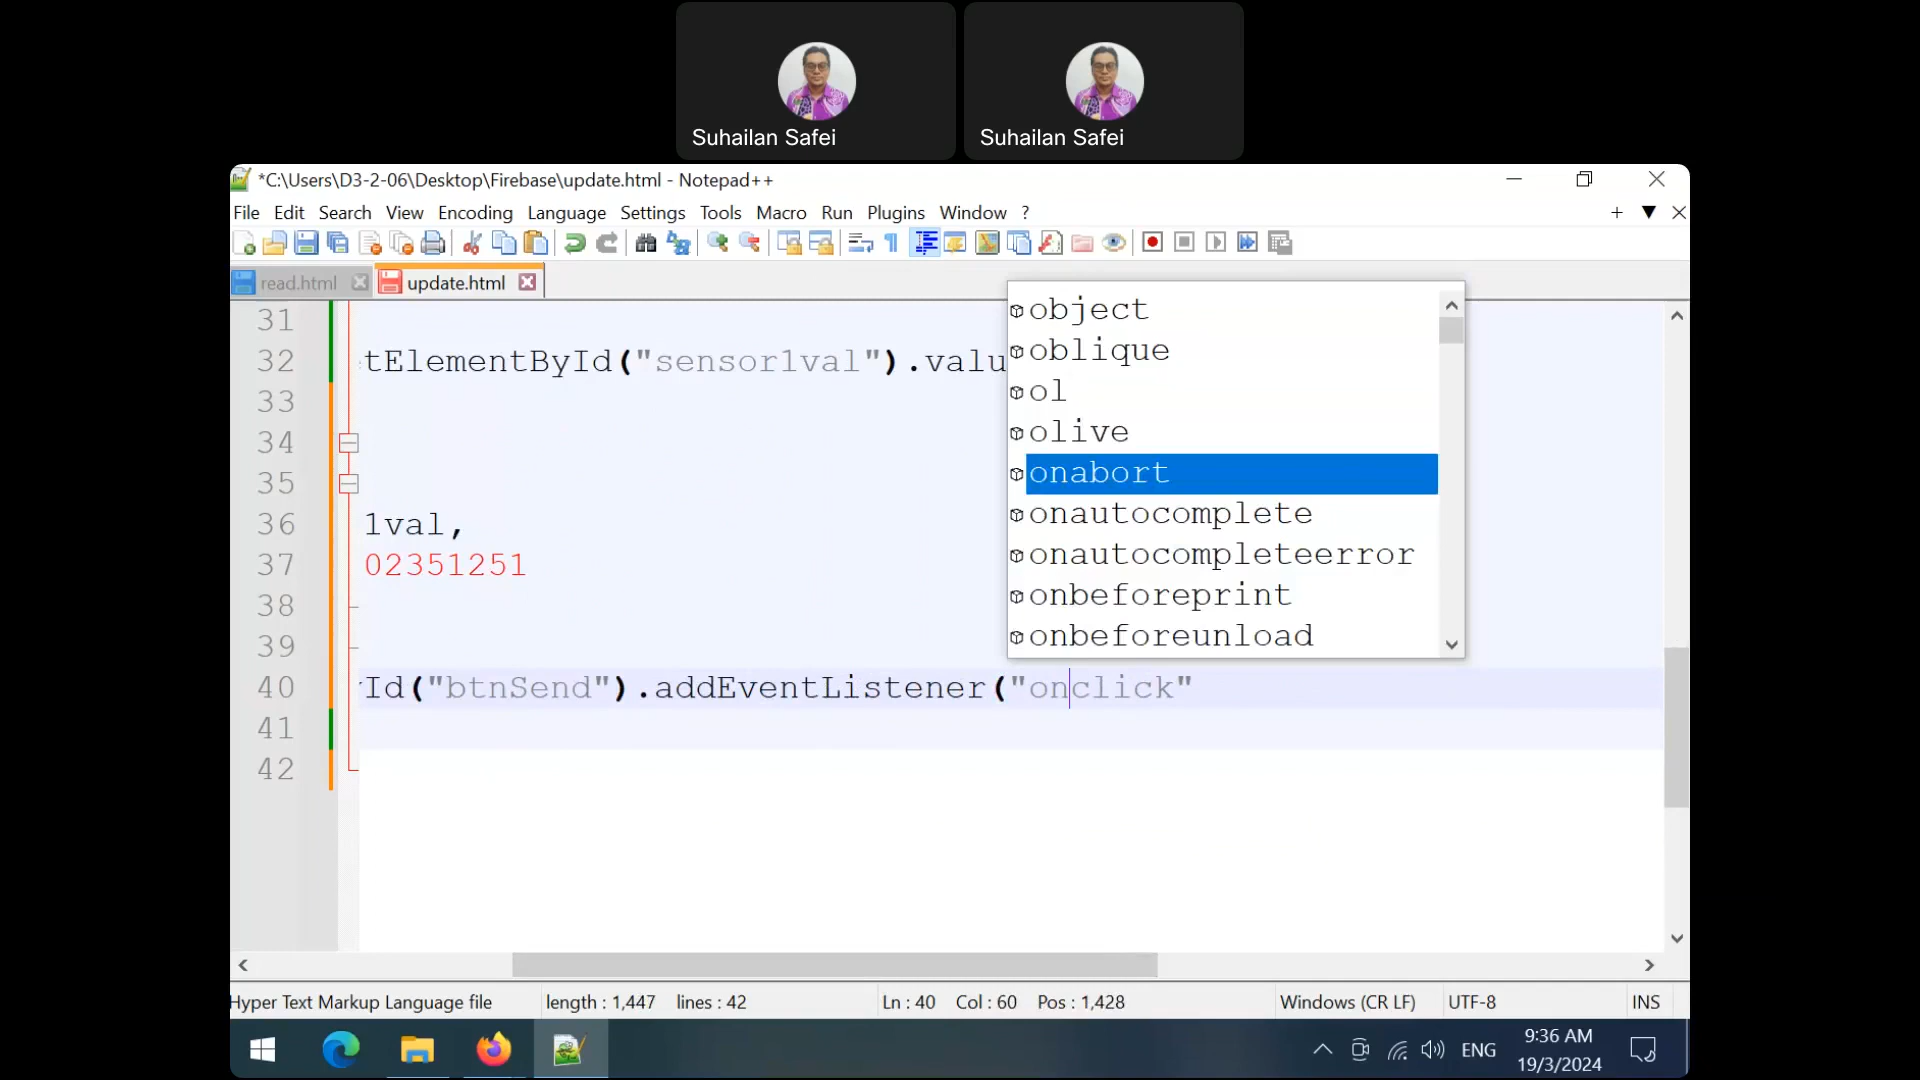 Suhailan Safei
Suhailan Safei
*C:\Users\D3-2-06\Desktop\Firebase\update.html - Notepad++
File Edit Search View Encoding Language Settings Tools Macro Run Plugins Window ?
read.html
update.html
31
32 tElementById("sensor1val").valu
33
34
35
36 1val,
37 02351251
38
39
40 Id("btnSend").addEventListener("onclick"
41
42
object
oblique
ol
olive
onabort
onautocomplete
onautocompleteerror
onbeforeprint
onbeforeunload
Hyper Text Markup Language file length : 1,447 lines : 42 Ln : 40 Col : 60 Pos : 1,428 Windows (CR LF) UTF-8 INS
ENG
9:36 AM
19/3/2024